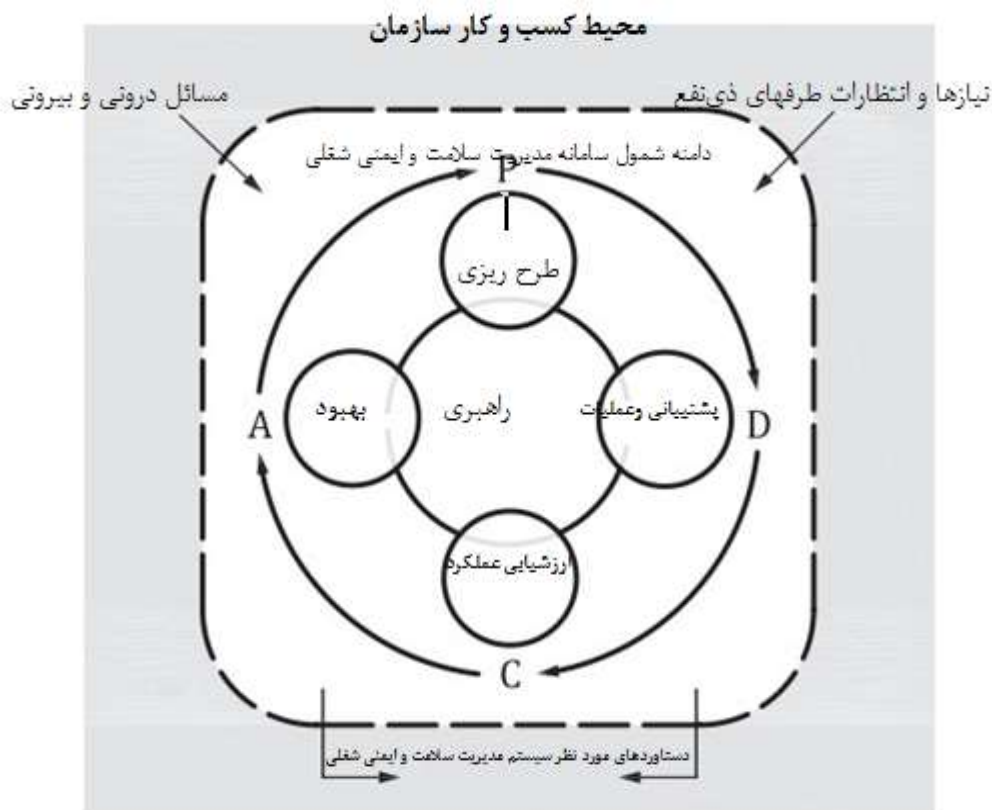 محیط کسب و کار سازمان
نیازها و انتظارات طرفهای ذی‌نفع
مسائل درونی و بیرونی
دامنه شمول سامانه مدیریت سلامت و ایمنی شغلی
P
طرح ریزی
D
پشتیبانی وعملیات
راهبری
بهبود
A
ارزشیابی عملکرد
C
دستاوردهای مورد نظر سیستم مدیریت سلامت و ایمنی شغلی